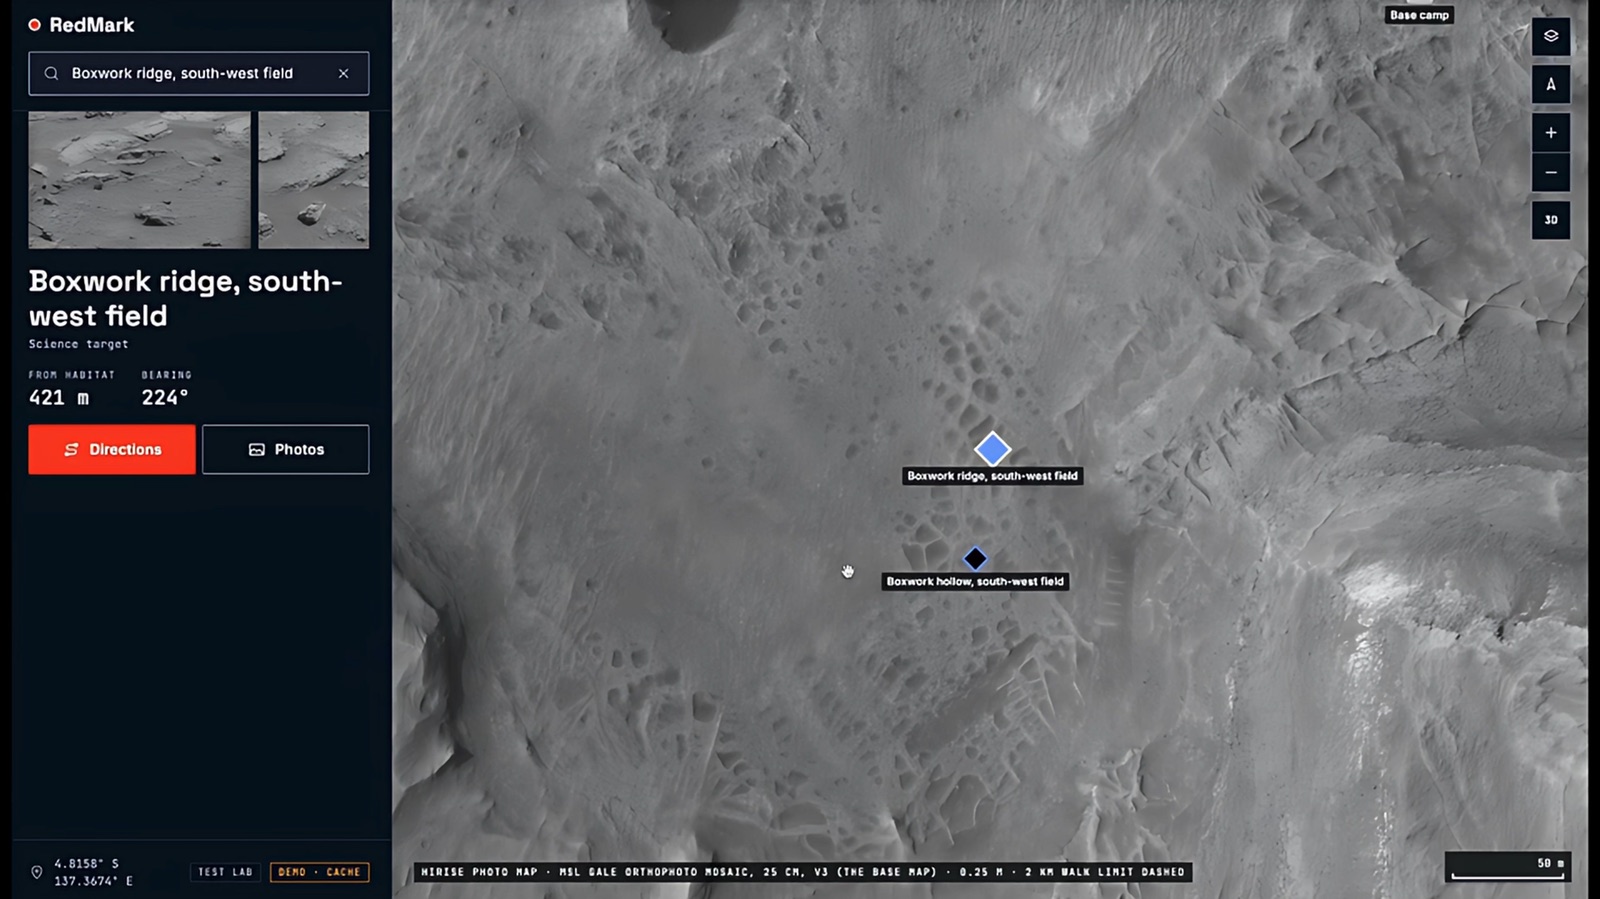 RedMark
Boxwork ridge, south-west field
Boxwork ridge, south-
west field
Science target
FROM HABITAT
BEARING
421 m
224°
Directions
Photos
4.8158° S
137.3674° E
TEST LAB
DEMO · CACHE
Base camp
A
+
−
3D
Boxwork ridge, south-west field
Boxwork hollow, south-west field
HIRISE PHOTO MAP · MSL GALE ORTHOPHOTO MOSAIC, 25 CM, V3 (THE BASE MAP) · 0.25 M · 2 KM WALK LIMIT DASHED
50 m